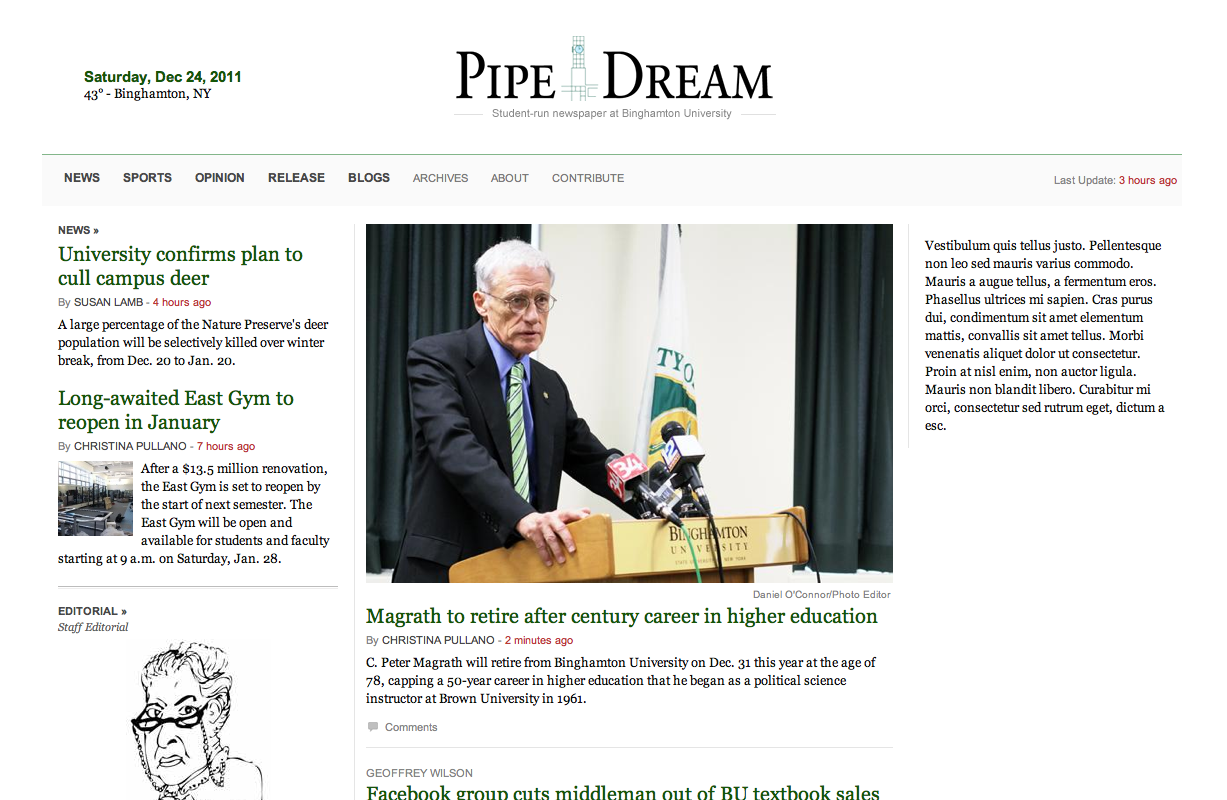 Saturday, Dec 24, 2011
43° - Binghamton, NY
PIPE DREAM
Student-run newspaper at Binghamton University
NEWS SPORTS OPINION RELEASE BLOGS ARCHIVES ABOUT CONTRIBUTE
Last Update: 3 hours ago
NEWS »
University confirms plan to
cull campus deer
By SUSAN LAMB - 4 hours ago
A large percentage of the Nature Preserve's deer
population will be selectively killed over winter
break, from Dec. 20 to Jan. 20.
Long-awaited East Gym to
reopen in January
By CHRISTINA PULLANO - 7 hours ago
After a $13.5 million renovation,
the East Gym is set to reopen by
the start of next semester. The
East Gym will be open and
available for students and faculty
starting at 9 a.m. on Saturday, Jan. 28.
EDITORIAL »
Staff Editorial
TY O
34
2
BINGHAMTON
UNIVERSITY
STATE UNIVERSITY OF NEW YORK
Daniel O'Connor/Photo Editor
Magrath to retire after century career in higher education
By CHRISTINA PULLANO - 2 minutes ago
C. Peter Magrath will retire from Binghamton University on Dec. 31 this year at the age of
78, capping a 50-year career in higher education that he began as a political science
instructor at Brown University in 1961.
Comments
GEOFFREY WILSON
Facebook group cuts middleman out of BU textbook sales
Vestibulum quis tellus justo. Pellentesque
non leo sed mauris varius commodo.
Mauris a augue tellus, a fermentum eros.
Phasellus ultrices mi sapien. Cras purus
dui, condimentum sit amet elementum
mattis, convallis sit amet tellus. Morbi
venenatis aliquet dolor ut consectetur.
Proin at nisl enim, non auctor ligula.
Mauris non blandit libero. Curabitur mi
orci, consectetur sed rutrum eget, dictum a
esc.